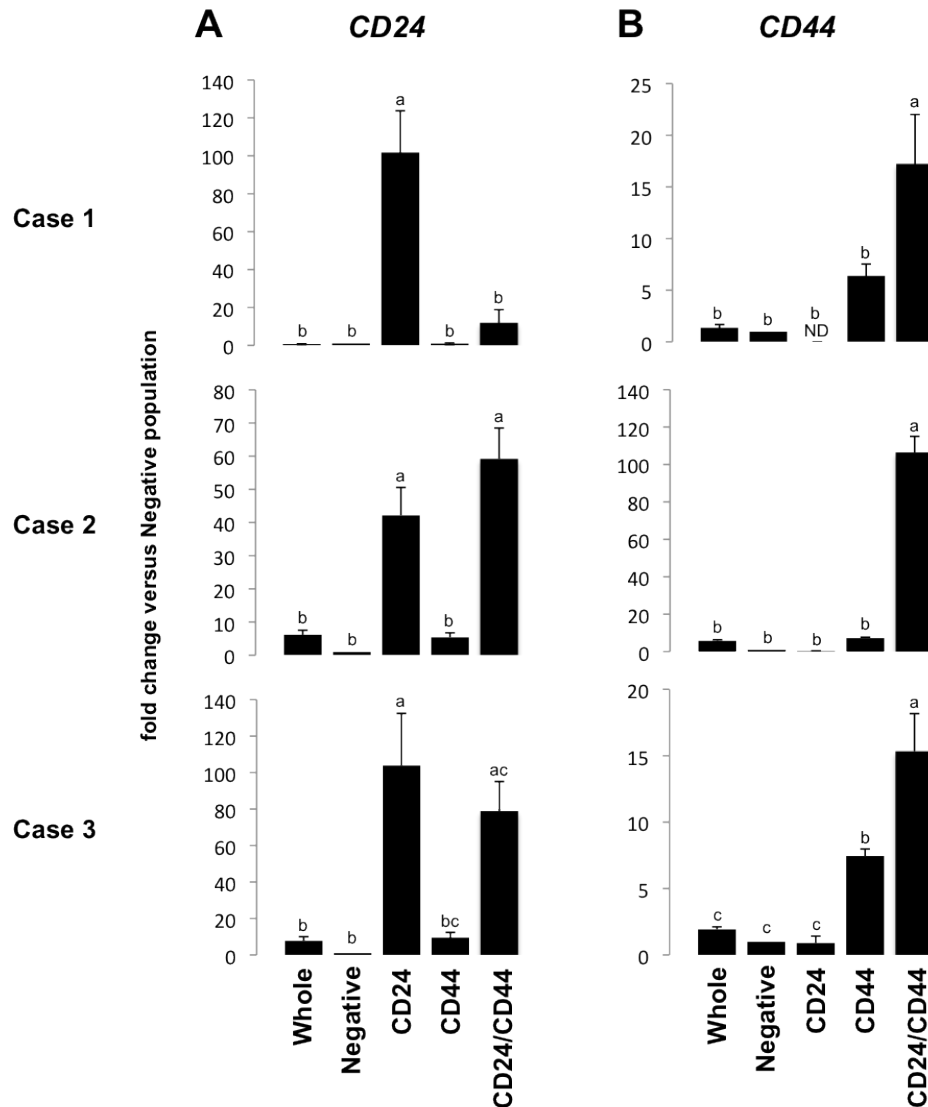 A CD24 B CD44
Case 1
Case 2
Case 3
fold change versus Negative population
140
120
100
80
60
40
20
0
b b a b b
25
20
15
10
5
0
b b b b a
ND
80
70
60
50
40
30
20
10
0
b b a b a
140
120
100
80
60
40
20
0
b b b b a
140
120
100
80
60
40
20
0
b b a bc ac
20
15
10
5
0
c c c b a
Whole
Negative
CD24
CD44
CD24/CD44
Whole
Negative
CD24
CD44
CD24/CD44